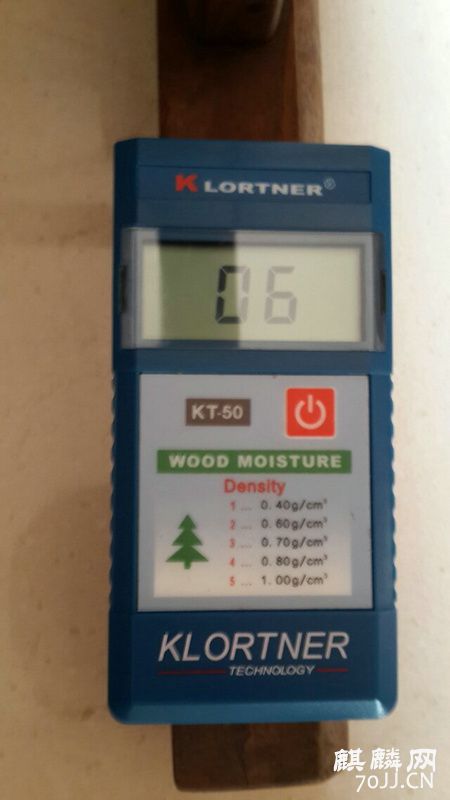 KLORTNER®
06
KT-50
WOOD MOISTURE
Density
1 ... 0.40g/cm³
2 ... 0.60g/cm³
3 ... 0.70g/cm³
4 ... 0.80g/cm³
5 ... 1.00g/cm³
KLORTNER
TECHNOLOGY
麒麟网
70JJ.CN